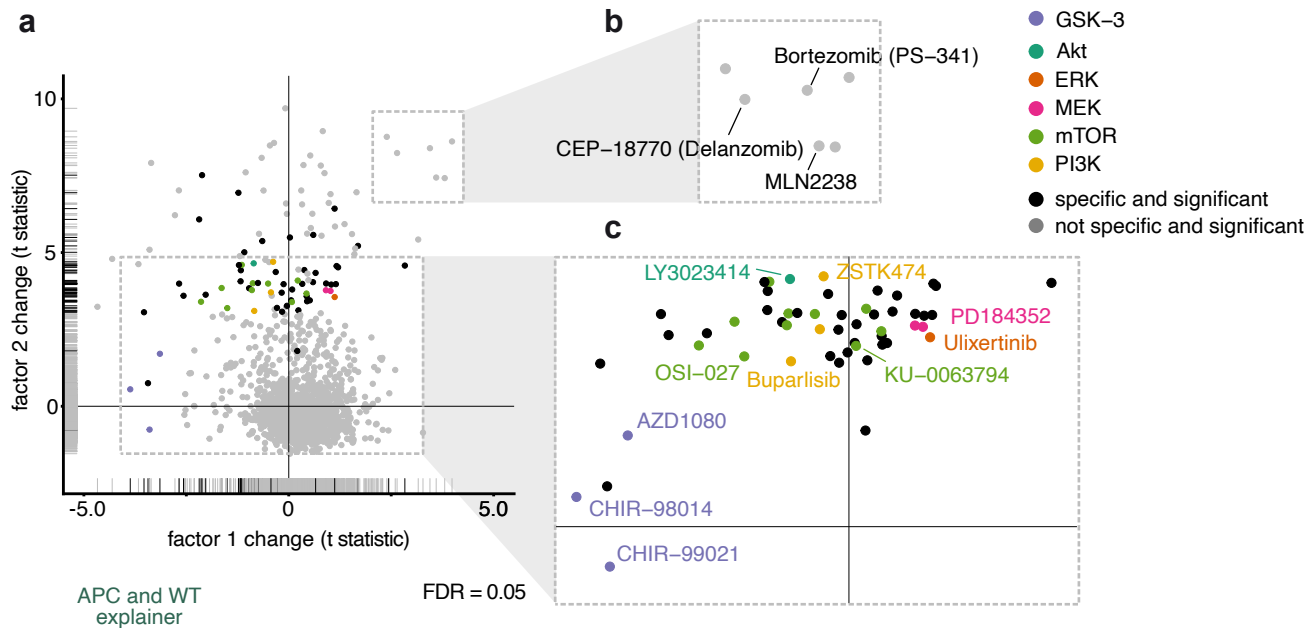 a
b
GSK−3
Akt
ERK
MEK
mTOR
PI3K
specific and significant
not specific and significant
Bortezomib (PS−341)
CEP−18770 (Delanzomib)
MLN2238
10
5
0
factor 2 change (t statistic)
-5.0
0
5.0
factor 1 change (t statistic)
APC and WT
explainer
FDR = 0.05
c
LY3023414
ZSTK474
PD184352
Ulixertinib
OSI−027
Buparlisib
KU−0063794
AZD1080
CHIR−98014
CHIR−99021